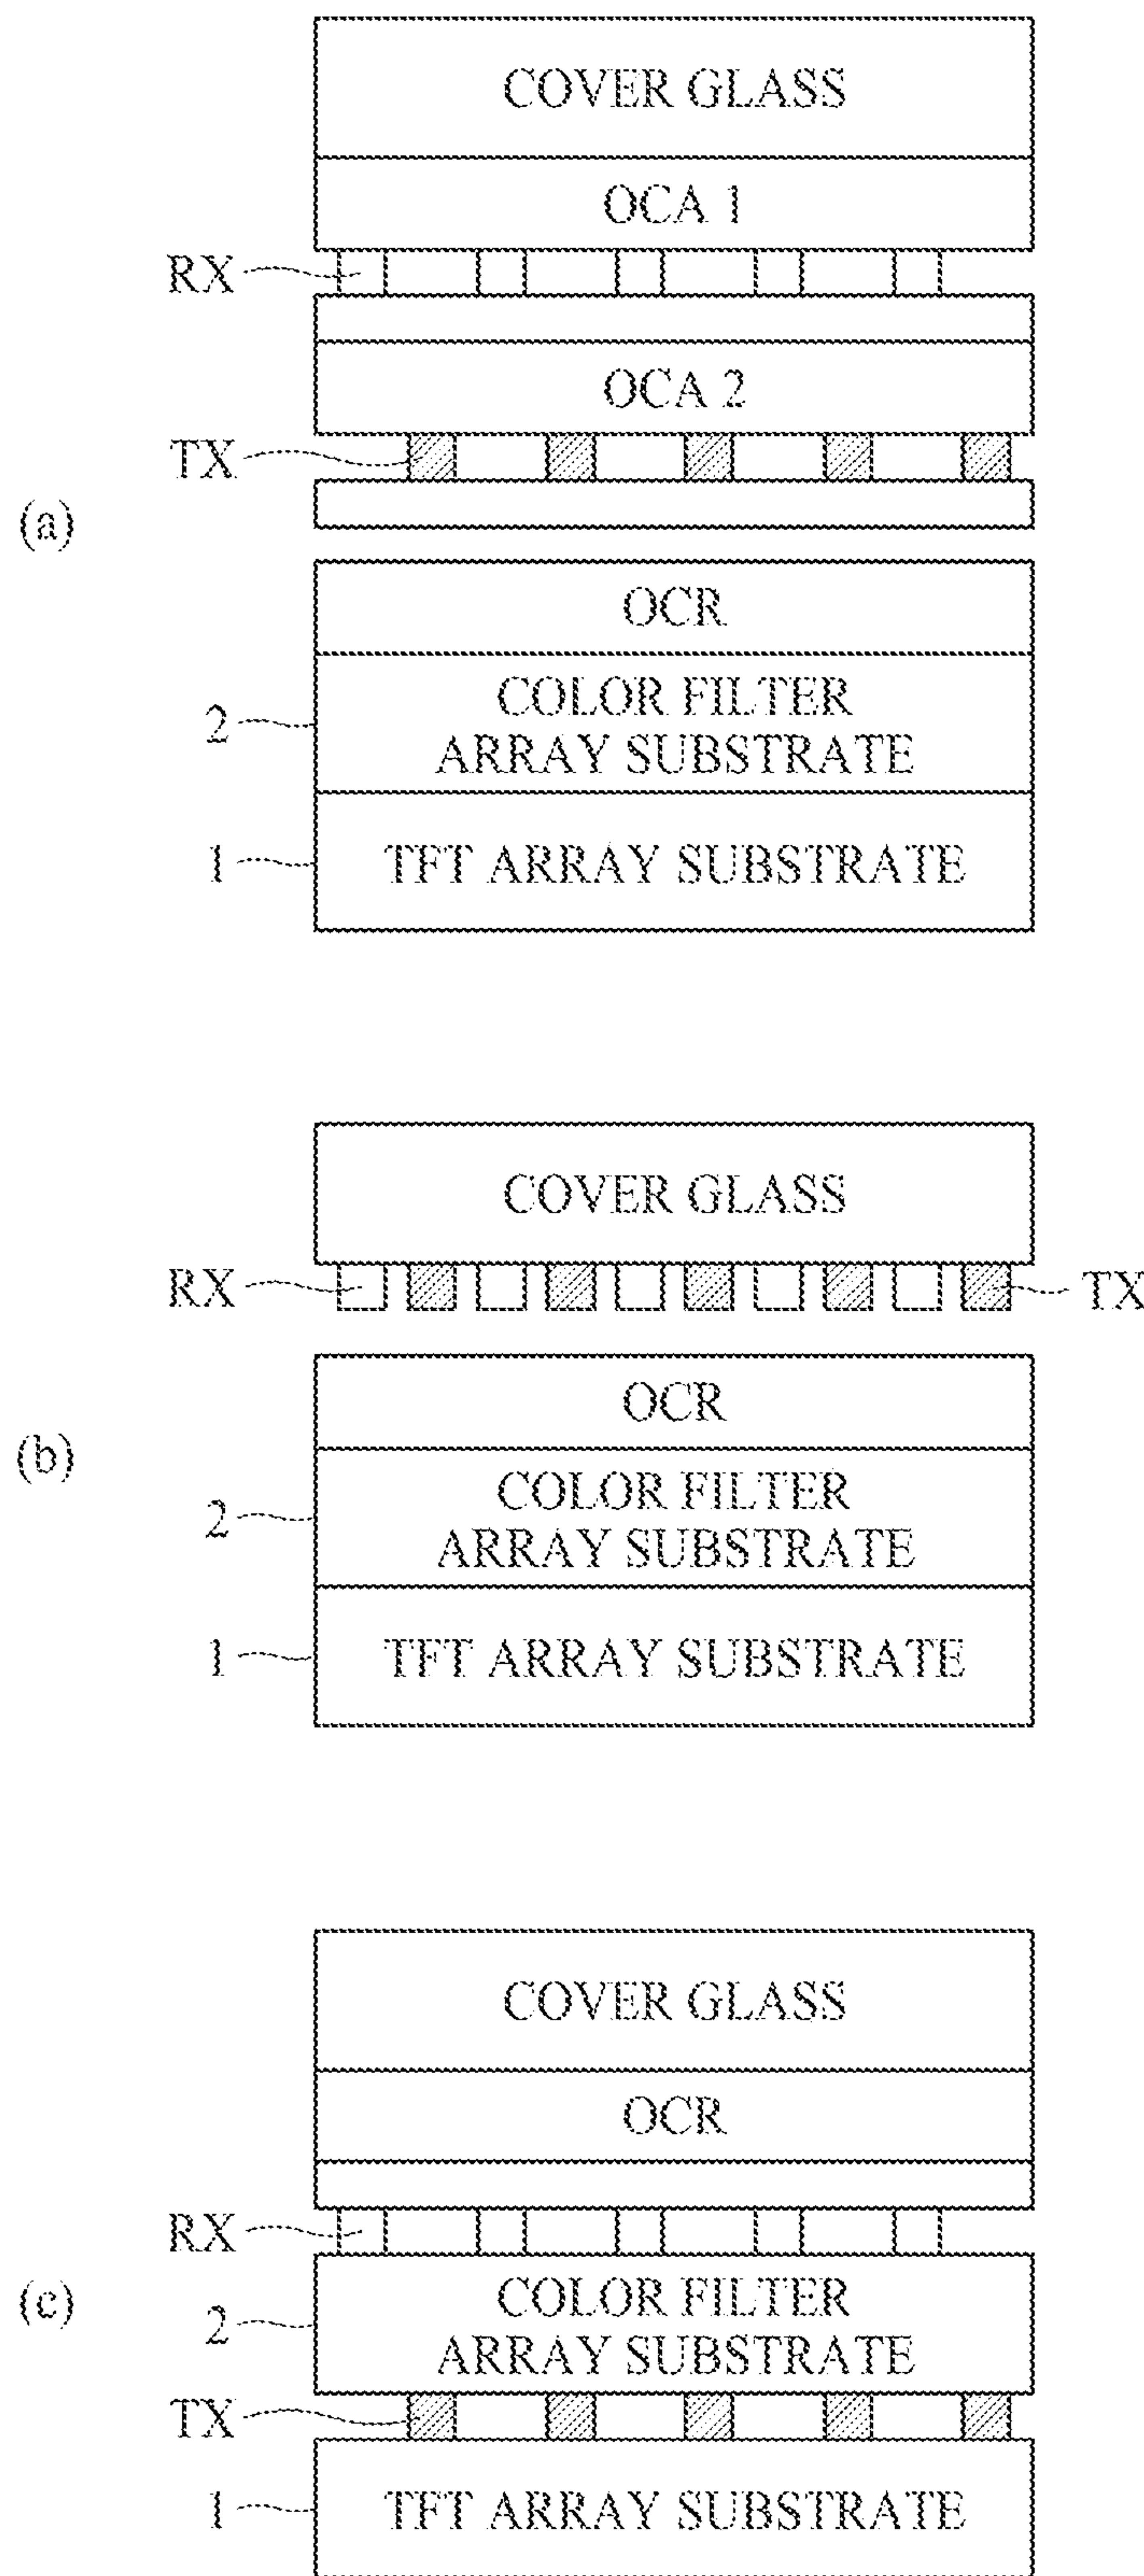 COVER GLASS
OCA 1
RX
OCA 2
TX
(a)
OCR
2
COLOR FILTER
ARRAY SUBSTRATE
1
TFT ARRAY SUBSTRATE
COVER GLASS
RX
TX
OCR
(b)
2
COLOR FILTER
ARRAY SUBSTRATE
1
TFT ARRAY SUBSTRATE
COVER GLASS
OCR
RX
(c)
2
COLOR FILTER
ARRAY SUBSTRATE
TX
1
TFT ARRAY SUBSTRATE